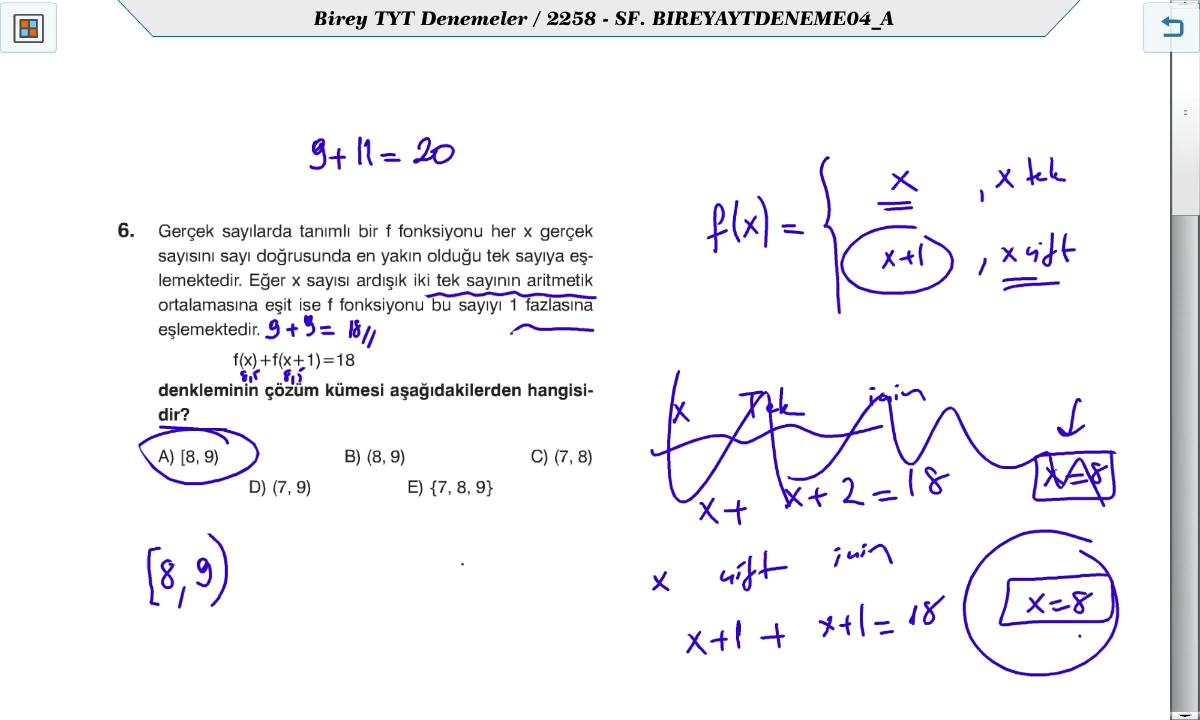 Birey TYT Denemeler / 2258 - SF. BIREYAYTDENEME04_A
9+11=20
6. Gerçek sayılarda tanımlı bir f fonksiyonu her x gerçek
sayısını sayı doğrusunda en yakın olduğu tek sayıya eş-
lemektedir. Eğer x sayısı ardışık iki tek sayının aritmetik
ortalamasına eşit ise f fonksiyonu bu sayıyı 1 fazlasına
eşlemektedir. 9+9=18//
f(x)+f(x+1)=18
8,5 8,5
denkleminin çözüm kümesi aşağıdakilerden hangisi-
dir?
A) [8, 9) B) (8, 9) C) (7, 8)
D) (7, 9) E) {7, 8, 9}
[8, 9)
f(x) = { x , x tek
x+1 , x çift
x Tek için
x + x+2 = 18 x=8
x çift için
x+1 + x+1 = 18 x=8